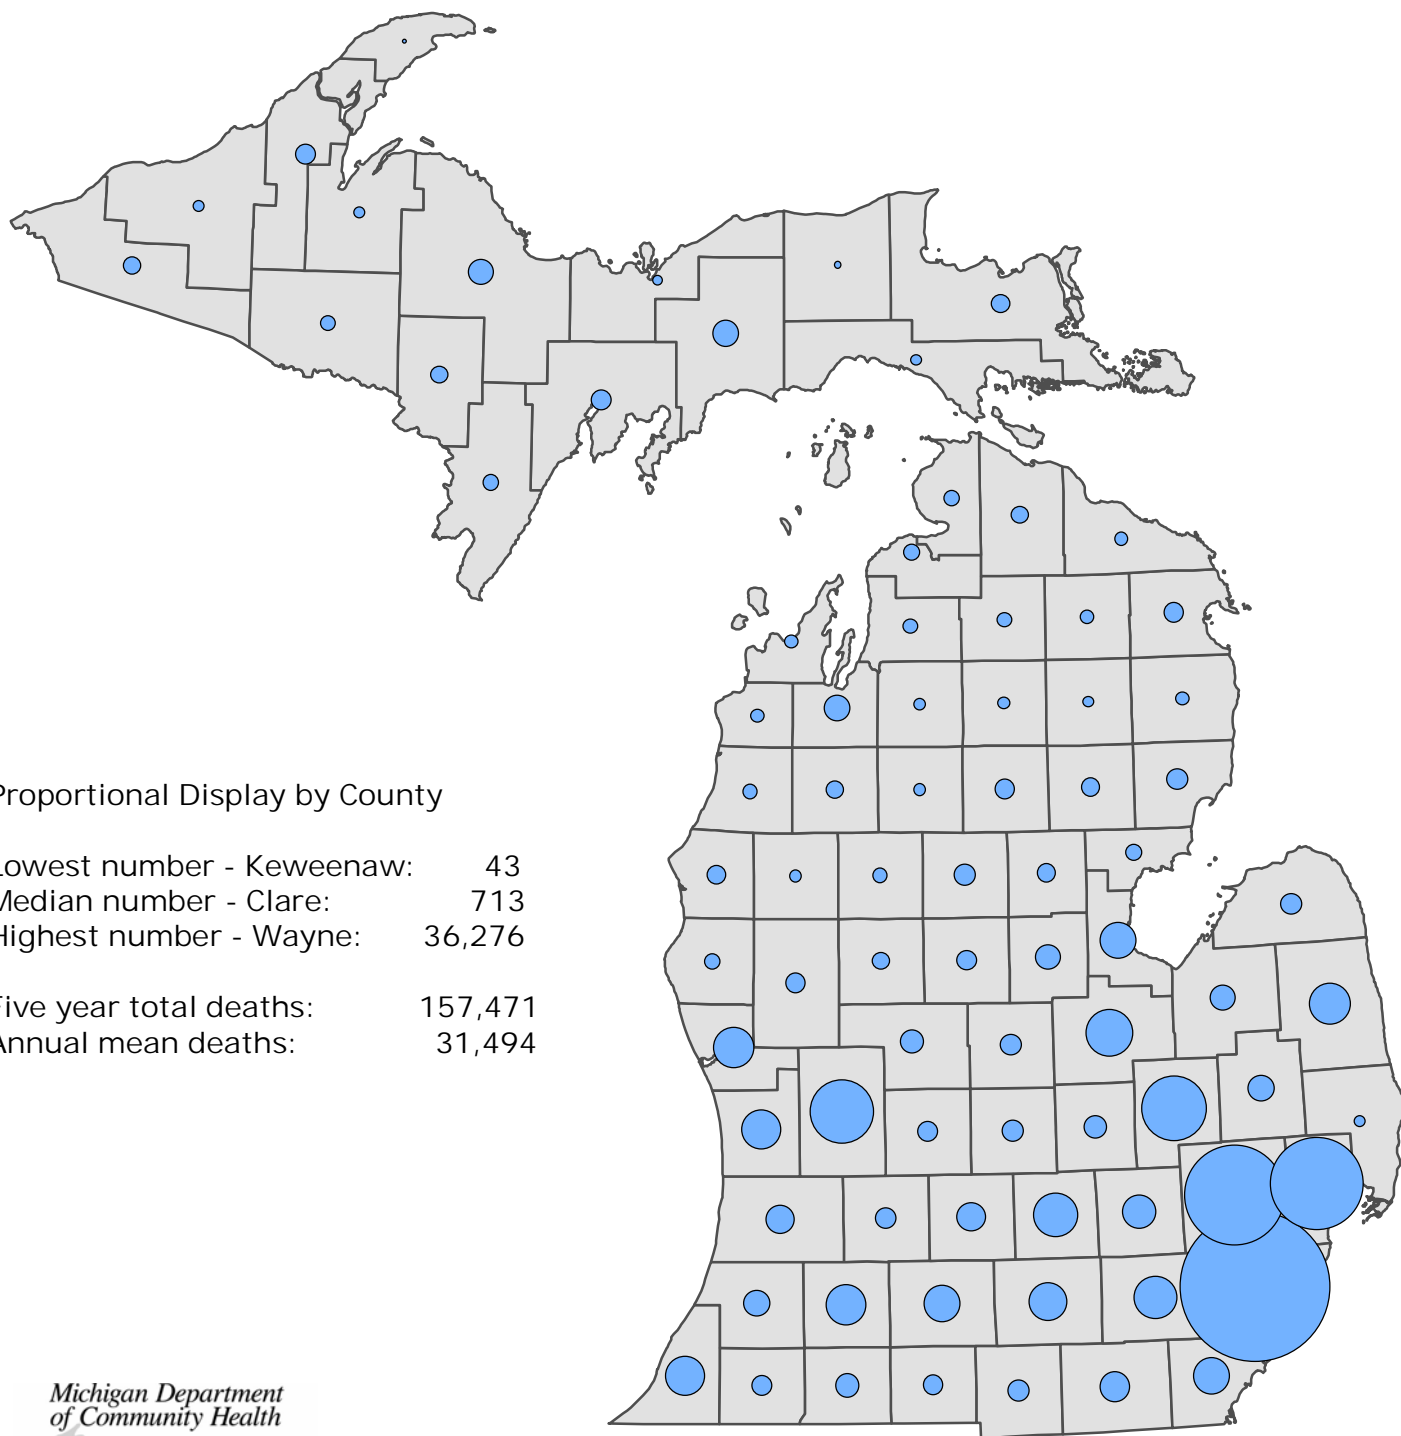 Proportional Display by County
Lowest number - Keweenaw: 43
Median number - Clare: 713
Highest number - Wayne: 36,276
Five year total deaths: 157,471
Annual mean deaths: 31,494
Michigan Department
of Community Health